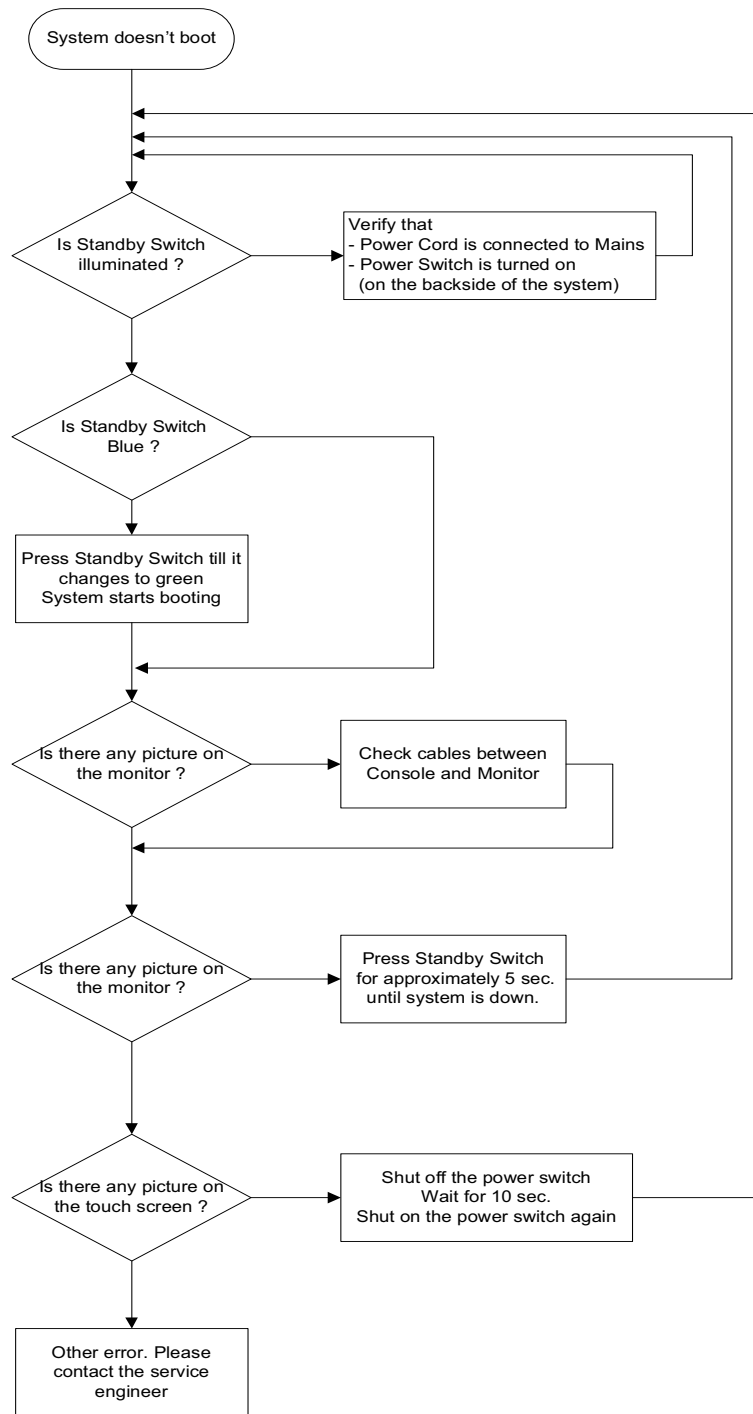 System doesn't boot
Is Standby Switch
illuminated ?
Verify that
- Power Cord is connected to Mains
- Power Switch is turned on
(on the backside of the system)
Is Standby Switch
Blue ?
Press Standby Switch till it
changes to green
System starts booting
Is there any picture on
the monitor ?
Check cables between
Console and Monitor
Is there any picture on
the monitor ?
Press Standby Switch
for approximately 5 sec.
until system is down.
Is there any picture on
the touch screen ?
Shut off the power switch
Wait for 10 sec.
Shut on the power switch again
Other error. Please
contact the service
engineer